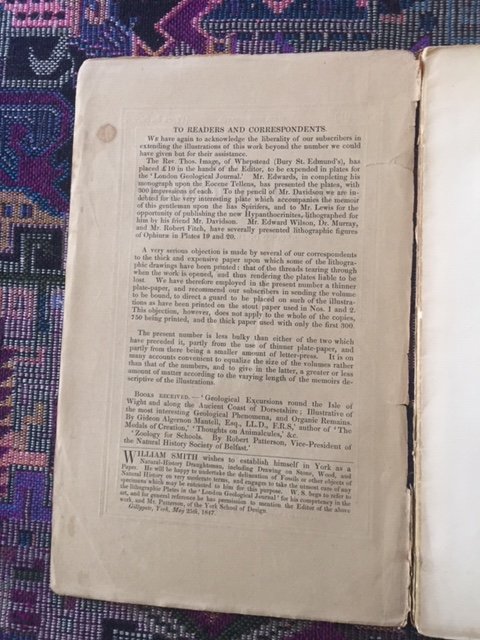 TO READERS AND CORRESPONDENTS
We have again to acknowledge the liberality of our subscribers in
extending the illustrations of this work beyond the number we could
have given but for their assistance.
The Rev. Thos. Image, of Whepstead (Bury St. Edmund's), has
placed £10 in the hands of the Editor, to be expended in plates for
the 'London Geological Journal.' Mr. Edwards, in completing his
monograph upon the Eocene Tellens, has presented the plates, with
300 impressions of each. To the pencil of Mr. Davidson we are in-
debted for the very interesting plate which accompanies the memoir
of this gentleman upon the Spirifers, and to Mr. Lewis for the
opportunity of publishing the new Hypanthocrinites, lithographed for
him by his friend Mr. Davidson. Mr. Edward Wilson, Dr. Murray,
and Mr. Robert Fitch, have severally presented lithographic figures
of Ophiuræ in Plates 19 and 20.
A very serious objection is made by several of our correspondents
to the thick and expensive paper upon which some of the lithogra-
phic drawings have been printed: that of the threads tearing through
when the work is opened, and thus rendering the plates liable to be
lost. We have therefore employed in the present number a thinner
plate-paper, and recommend our subscribers in sending the volume
to be bound, to direct a guard to be placed on such of the illustra-
tions as have been printed on the stout paper used in Nos. 1 and 2.
This objection, however, does not apply to the whole of the copies,
750 being printed, and the thick paper used with only the first 300.
The present number is less bulky than either of the two which
have preceded it, partly from the use of thinner plate-paper, and
partly from there being a smaller amount of letter-press. It is on
many accounts convenient to equalize the size of the volumes rather
than that of the numbers, and to give in the latter, a greater or less
amount of matter according to the varying length of the memoirs de-
scriptive of the illustrations.
BOOKS RECEIVED.—'Geological Excursions round the Isle of
Wight and along the Ancient Coast of Dorsetshire; Illustrative of
the most interesting Geological Phenomena, and Organic Remains.
By Gideon Algernon Mantell, Esq., LL.D., F.R.S,' author of 'The
Medals of Creation,' 'Thoughts on Animalcules,' &c.
'Zoology for Schools. By Robert Patterson, Vice-President of
the Natural History Society of Belfast.'
WILLIAM SMITH wishes to establish himself in York as a
Natural-History Draughtsman, including Drawing on Stone, Wood, and
Paper. He will be happy to undertake the delineation of Fossils or other objects of
Natural History on very moderate terms, and engages to take the utmost care of any
specimens which may be entrusted to him for this purpose. W. S. begs to refer to
the lithographic Plates in the 'London Geological Journal' for his competency in the
art, and for general reference he has permission to mention the Editor of the above
work, and Mr. Patterson, of the York School of Design.
Gillygate, York, May 25th, 1847.